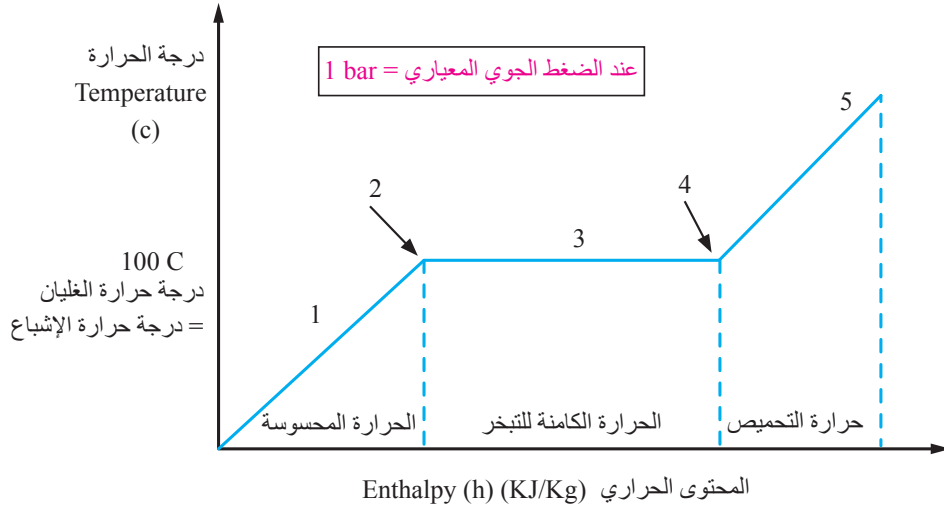 درجة الحرارة
Temperature
(c)
عند الضغط الجوي المعياري = 1 bar
5
2
4
3
100 C
درجة حرارة الغليان
= درجة حرارة الإشباع
1
الحرارة المحسوسة
الحرارة الكامنة للتبخر
حرارة التحميص
Enthalpy (h) (KJ/Kg) المحتوى الحراري